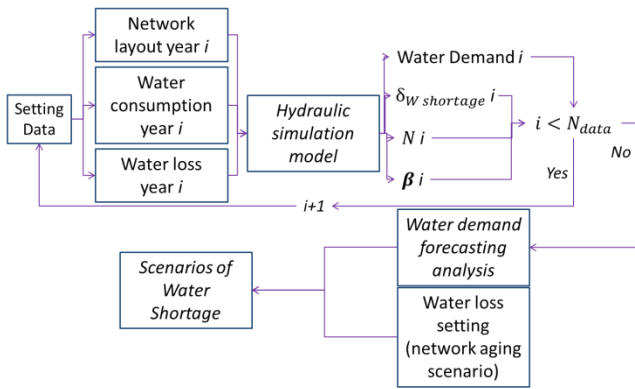 Network
layout year i
Setting
Data
Water
consumption
year i
Water loss
year i
Hydraulic
simulation
model
Water Demand i
δW shortage i
N i
β i
i < Ndata
No
Yes
i+1
Water demand
forecasting
analysis
Scenarios of
Water
Shortage
Water loss
setting
(network aging
scenario)